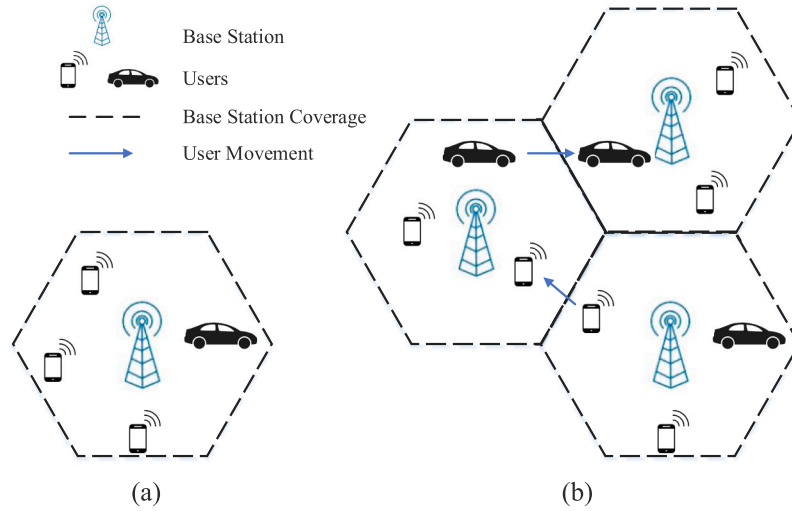 Base Station
Users
Base Station Coverage
User Movement
(a)
(b)